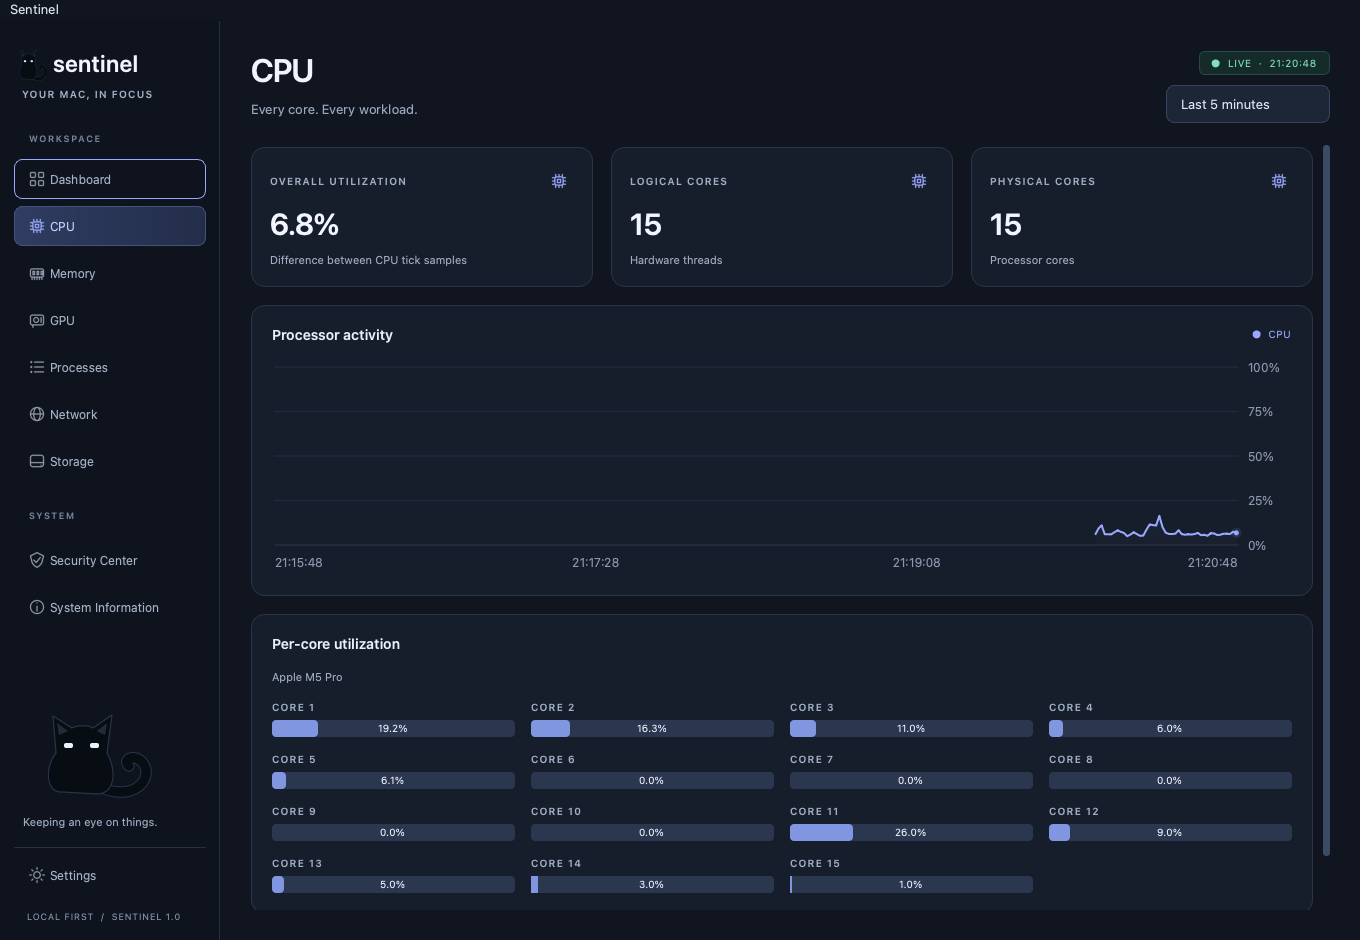 Sentinel
sentinel
YOUR MAC, IN FOCUS
WORKSPACE
Dashboard
CPU
Memory
GPU
Processes
Network
Storage
SYSTEM
Security Center
System Information
Keeping an eye on things.
Settings
LOCAL FIRST / SENTINEL 1.0
CPU
Every core. Every workload.
LIVE · 21:20:48
Last 5 minutes
OVERALL UTILIZATION
6.8%
Difference between CPU tick samples
LOGICAL CORES
15
Hardware threads
PHYSICAL CORES
15
Processor cores
Processor activity
CPU
100%
75%
50%
25%
0%
21:15:48 21:17:28 21:19:08 21:20:48
Per-core utilization
Apple M5 Pro
CORE 1 CORE 2 CORE 3 CORE 4
19.2% 16.3% 11.0% 6.0%
CORE 5 CORE 6 CORE 7 CORE 8
6.1% 0.0% 0.0% 0.0%
CORE 9 CORE 10 CORE 11 CORE 12
0.0% 0.0% 26.0% 9.0%
CORE 13 CORE 14 CORE 15
5.0% 3.0% 1.0%